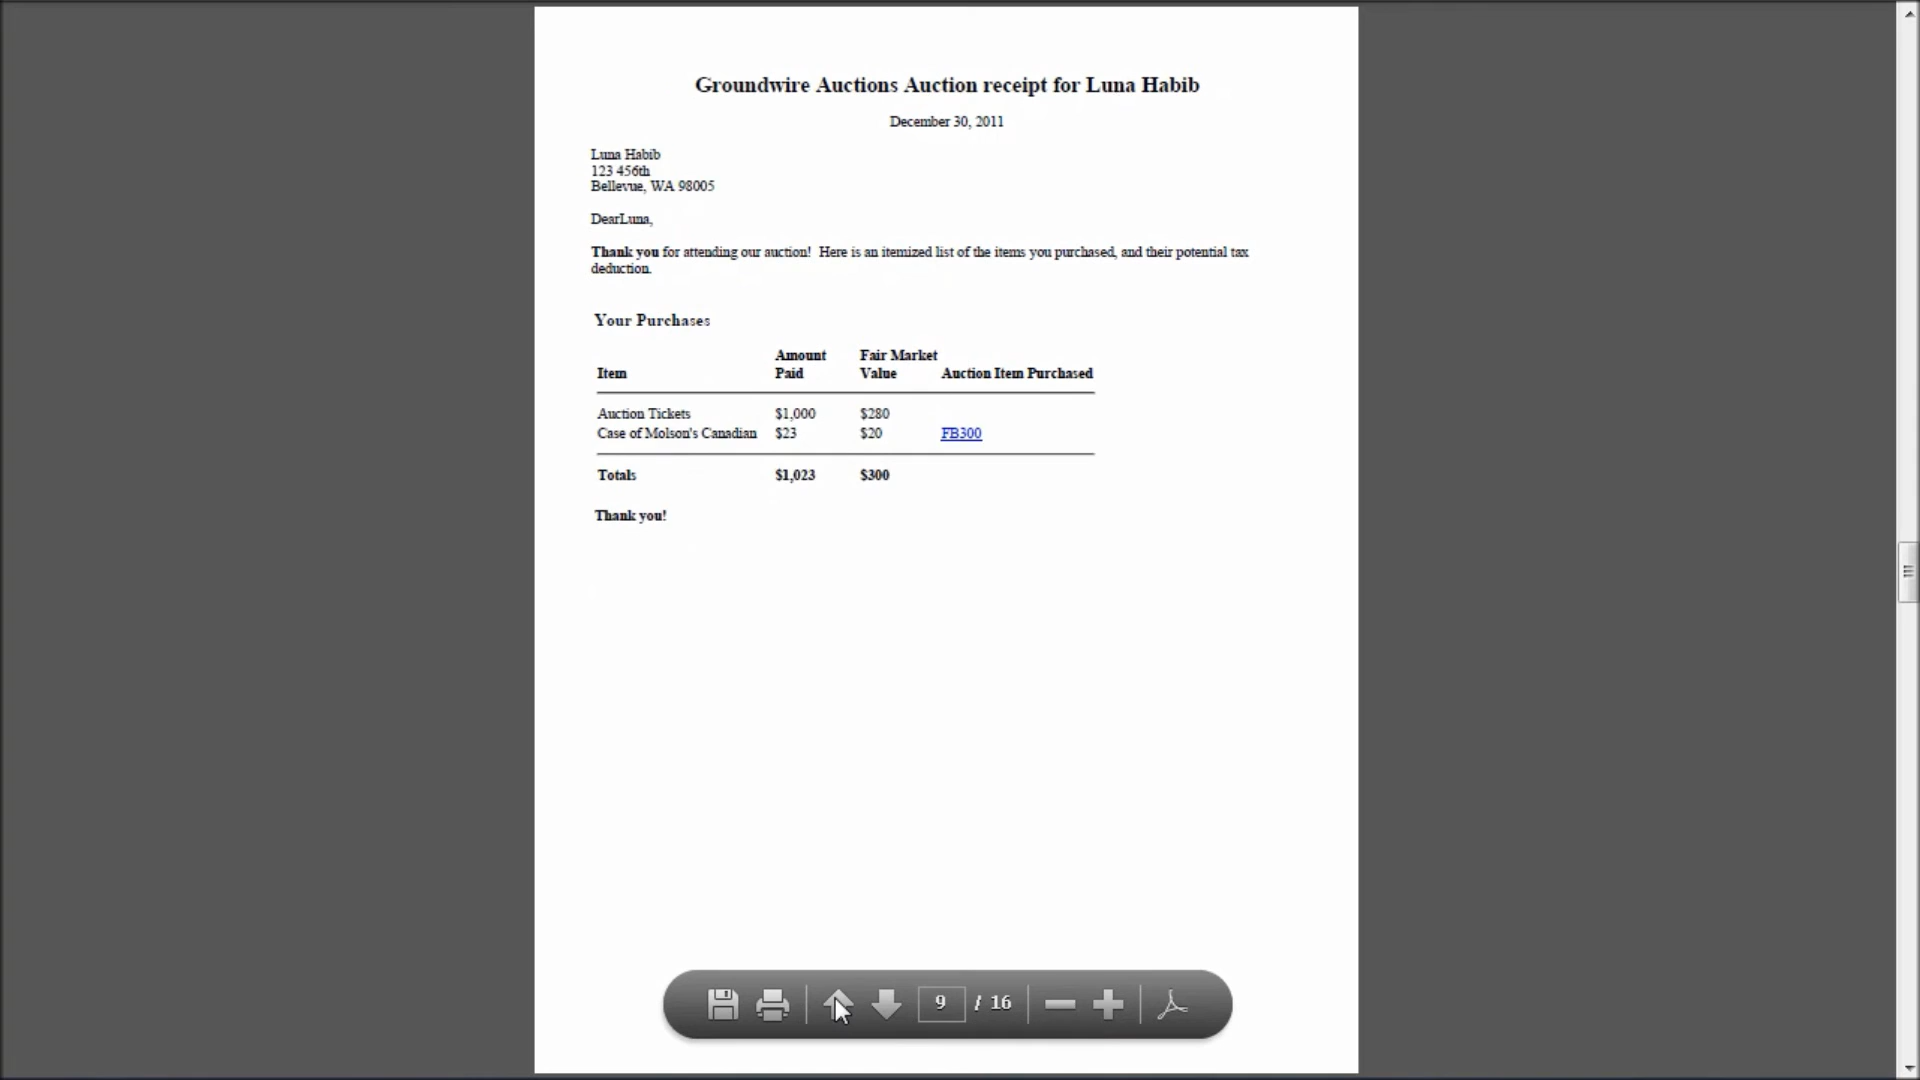 Groundwire Auctions Auction receipt for Luna Habib
December 30, 2011
Luna Habib
123 456th
Bellevue, WA 98005
DearLuna,
Thank you for attending our auction! Here is an itemized list of the items you purchased, and their potential tax
deduction.
Your Purchases
Item Amount Paid Fair Market Value Auction Item Purchased
Auction Tickets $1,000 $280
Case of Molson's Canadian $23 $20 FB300
Totals $1,023 $300
Thank you!
9 / 16